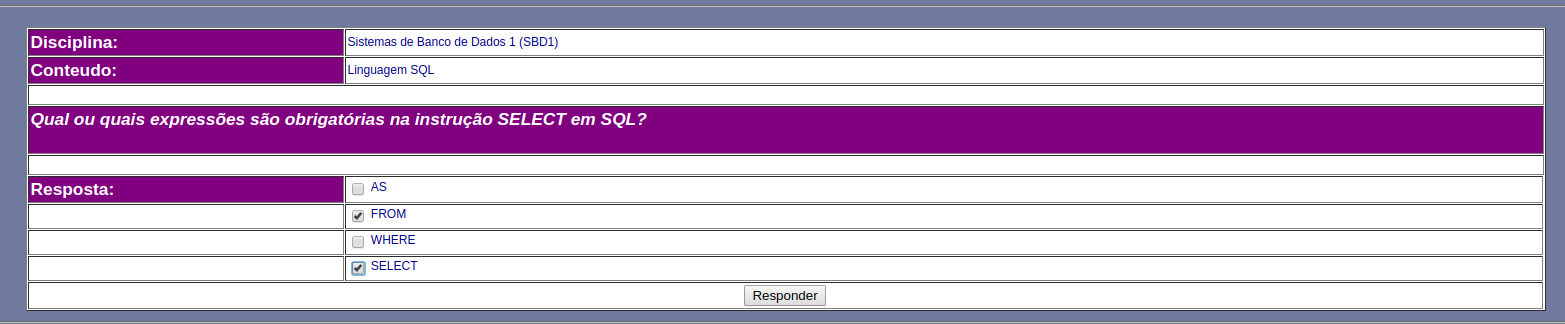 Disciplina: Sistemas de Banco de Dados 1 (SBD1)
Conteudo: Linguagem SQL
Qual ou quais expressões são obrigatórias na instrução SELECT em SQL?
Resposta: AS
FROM
WHERE
SELECT
Responder